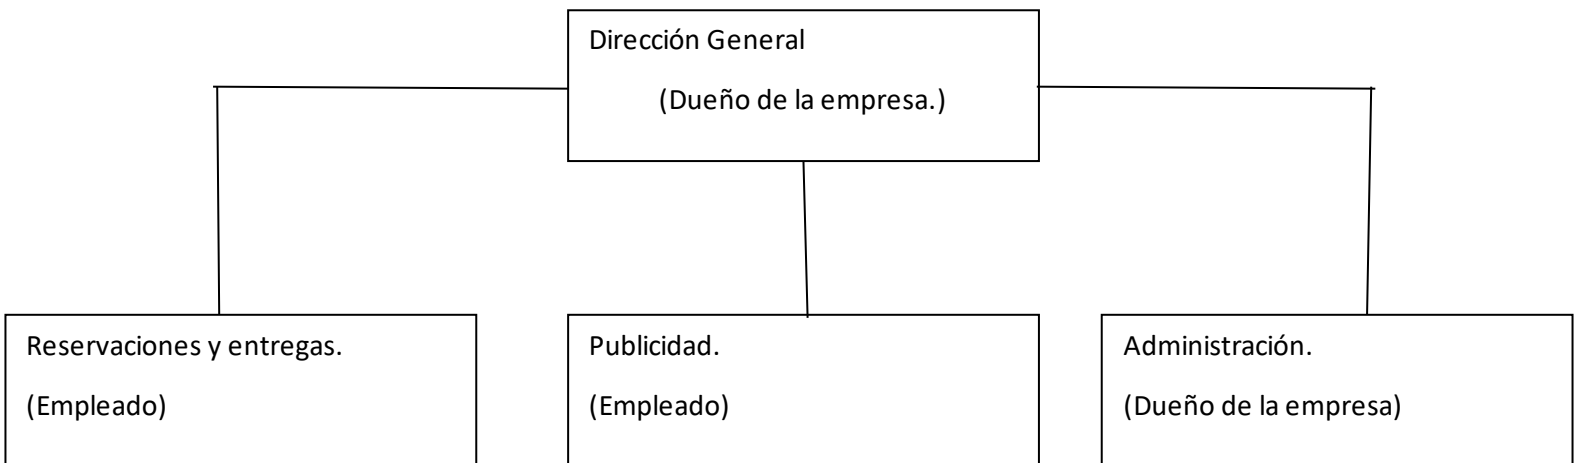 Dirección General
(Dueño de la empresa.)
Reservaciones y entregas.
(Empleado)
Publicidad.
(Empleado)
Administración.
(Dueño de la empresa)